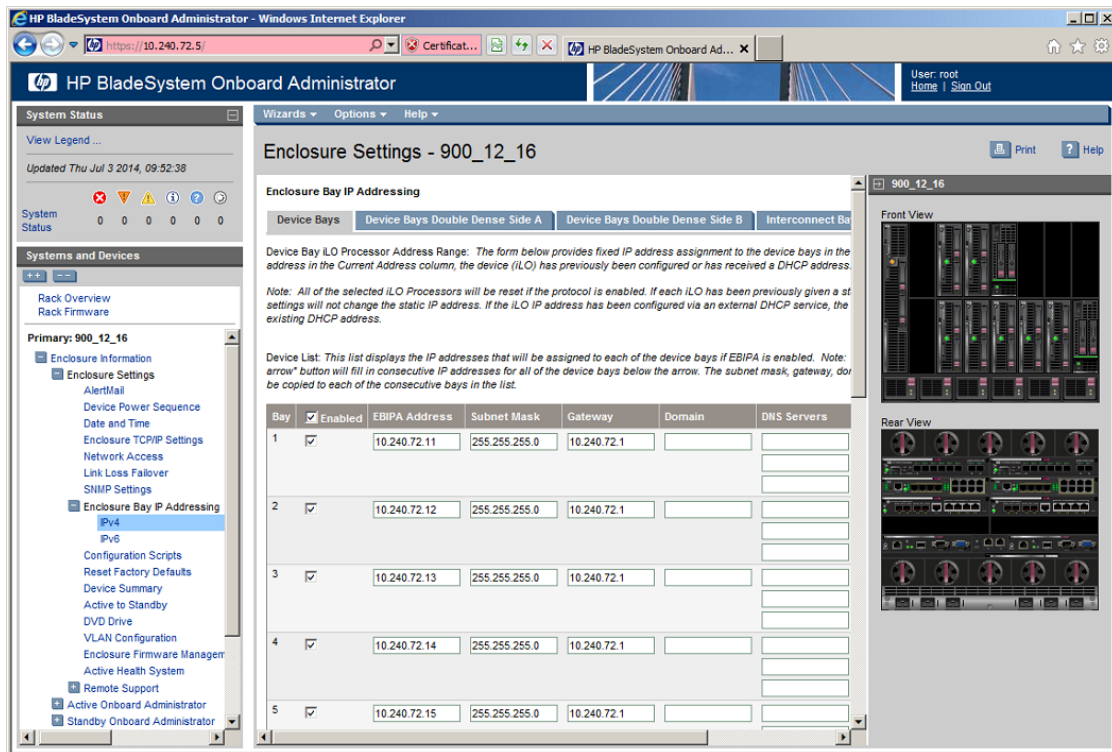 HP BladeSystem Onboard Administrator - Windows Internet Explorer
https://10.240.72.5/
Certificat...
HP BladeSystem Onboard Ad...
HP BladeSystem Onboard Administrator
User: root
Home | Sign Out
System Status
View Legend ...
Updated Thu Jul 3 2014, 09:52:38
System Status 0 0 0 0 0 0
Systems and Devices
Rack Overview
Rack Firmware
Primary: 900_12_16
Enclosure Information
Enclosure Settings
AlertMail
Device Power Sequence
Date and Time
Enclosure TCP/IP Settings
Network Access
Link Loss Failover
SNMP Settings
Enclosure Bay IP Addressing
IPv4
IPv6
Configuration Scripts
Reset Factory Defaults
Device Summary
Active to Standby
DVD Drive
VLAN Configuration
Enclosure Firmware Managem
Active Health System
Remote Support
Active Onboard Administrator
Standby Onboard Administrator
Wizards Options Help
Enclosure Settings - 900_12_16
Print Help
Enclosure Bay IP Addressing
Device Bays Device Bays Double Dense Side A Device Bays Double Dense Side B Interconnect Ba
Device Bay iLO Processor Address Range: The form below provides fixed IP address assignment to the device bays in the
address in the Current Address column, the device (iLO) has previously been configured or has received a DHCP address.
Note: All of the selected iLO Processors will be reset if the protocol is enabled. If each iLO has been previously given a st
settings will not change the static IP address. If the iLO IP address has been configured via an external DHCP service, the
existing DHCP address.
Device List: This list displays the IP addresses that will be assigned to each of the device bays if EBIPA is enabled. Note:
arrow" button will fill in consecutive IP addresses for all of the device bays below the arrow. The subnet mask, gateway, dor
be copied to each of the consecutive bays in the list.
Bay Enabled EBIPA Address Subnet Mask Gateway Domain DNS Servers
1 10.240.72.11 255.255.255.0 10.240.72.1
2 10.240.72.12 255.255.255.0 10.240.72.1
3 10.240.72.13 255.255.255.0 10.240.72.1
4 10.240.72.14 255.255.255.0 10.240.72.1
5 10.240.72.15 255.255.255.0 10.240.72.1
900_12_16
Front View
Rear View